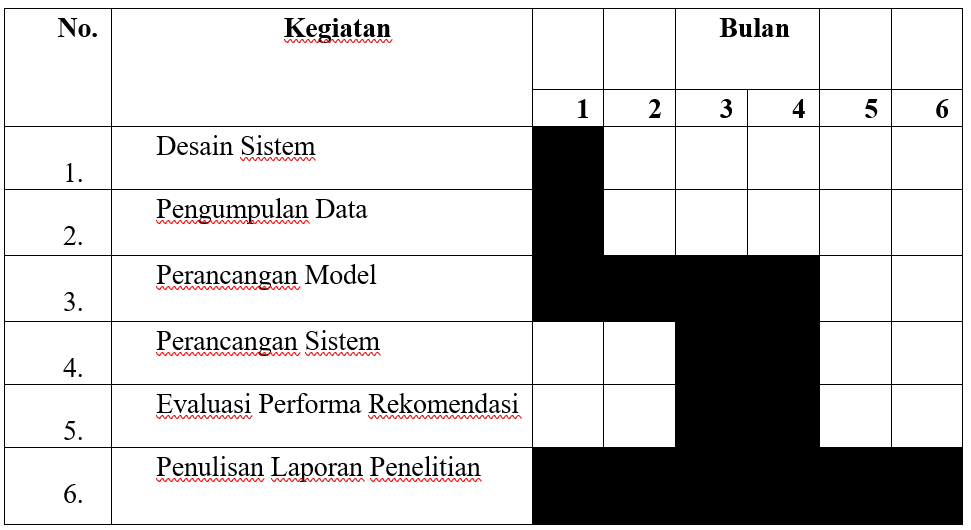 No. Kegiatan Bulan
1 2 3 4 5 6
1. Desain Sistem
2. Pengumpulan Data
3. Perancangan Model
4. Perancangan Sistem
5. Evaluasi Performa Rekomendasi
6. Penulisan Laporan Penelitian